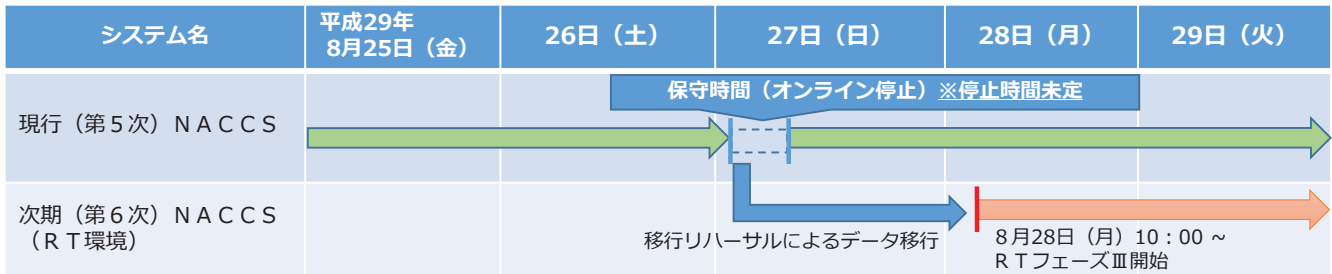 システム名
平成29年
8月25日（金）
26日（土）
27日（日）
28日（月）
29日（火）
保守時間（オンライン停止）※停止時間未定
現行（第５次）ＮＡＣＣＳ
次期（第６次）ＮＡＣＣＳ
（ＲＴ環境）
移行リハーサルによるデータ移行
８月28日（月）10：00 ~
ＲＴフェーズⅢ開始